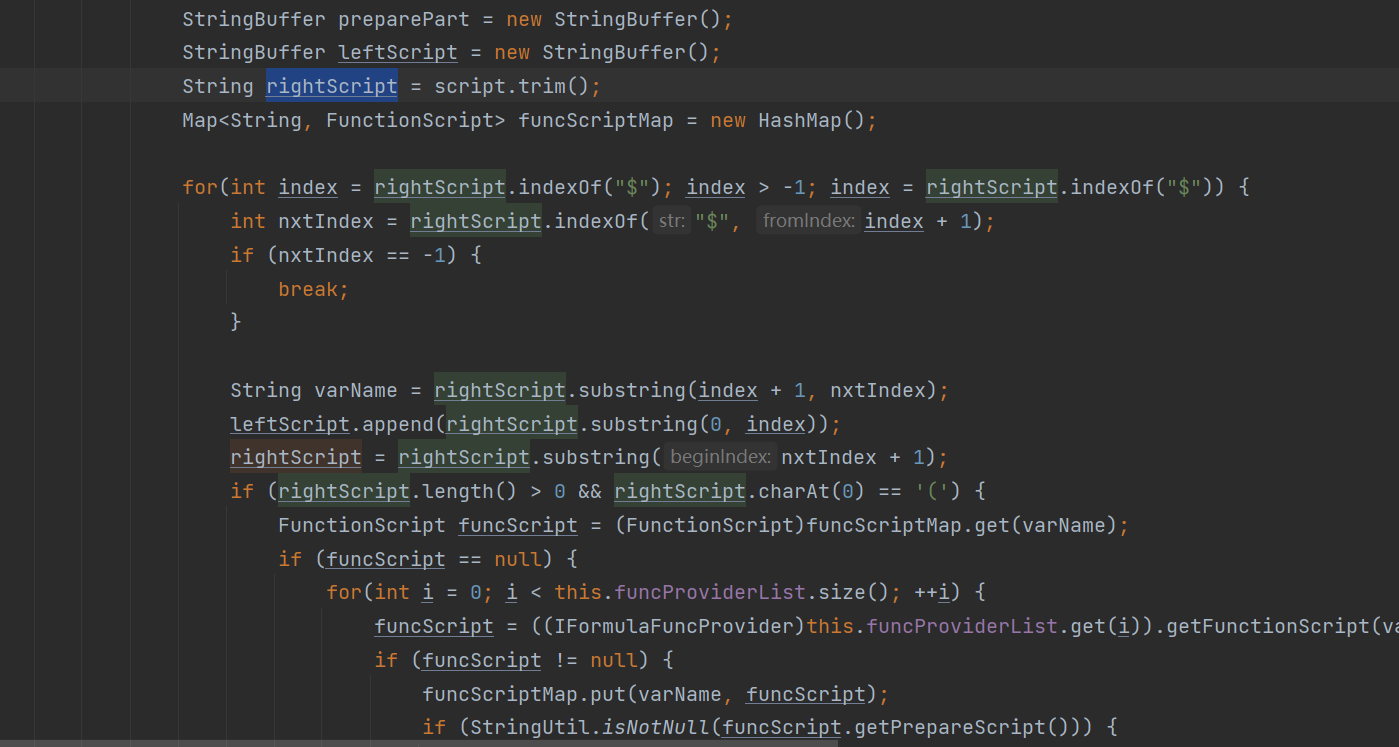 StringBuffer preparePart = new StringBuffer();
StringBuffer leftScript = new StringBuffer();
String rightScript = script.trim();
Map<String, FunctionScript> funcScriptMap = new HashMap();
for(int index = rightScript.indexOf("$"); index > -1; index = rightScript.indexOf("$")) {
int nxtIndex = rightScript.indexOf( str: "$", fromIndex: index + 1);
if (nxtIndex == -1) {
break;
}
String varName = rightScript.substring(index + 1, nxtIndex);
leftScript.append(rightScript.substring(0, index));
rightScript = rightScript.substring( beginIndex: nxtIndex + 1);
if (rightScript.length() > 0 && rightScript.charAt(0) == '(') {
FunctionScript funcScript = (FunctionScript)funcScriptMap.get(varName);
if (funcScript == null) {
for(int i = 0; i < this.funcProviderList.size(); ++i) {
funcScript = ((IFormulaFuncProvider)this.funcProviderList.get(i)).getFunctionScript(va
if (funcScript != null) {
funcScriptMap.put(varName, funcScript);
if (StringUtil.isNotNull(funcScript.getPrepareScript())) {